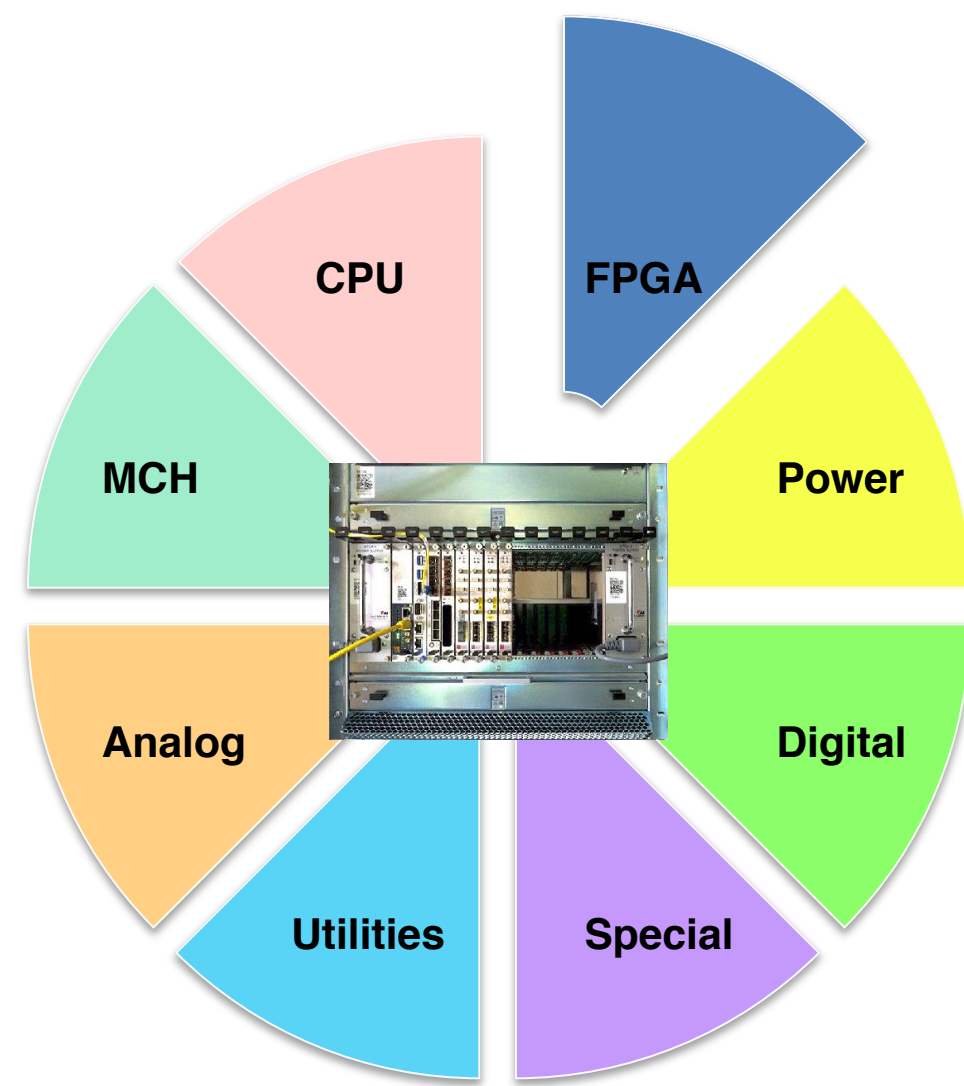 FPGA
CPU
MCH
Power
Analog
Digital
Utilities
Special